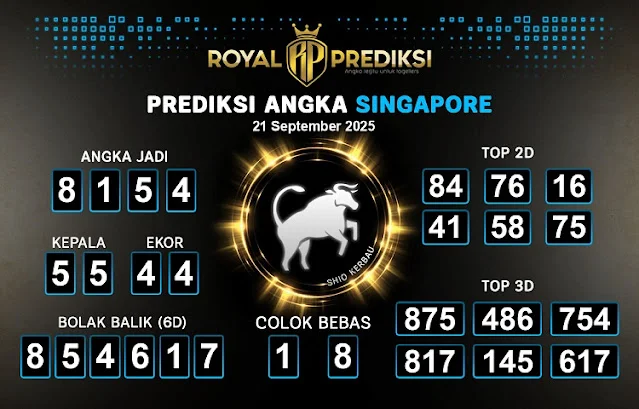 ROYAL RP PREDIKSI
Angka Jagku untuk Togelers
PREDIKSI ANGKA SINGAPORE
21 September 2025
ANGKA JADI
8 1 5 4
KEPALA EKOR
5 5 4 4
BOLAK BALIK (6D)
8 5 4 6 1 7
SHIO KERBAU
COLOK BEBAS
1 8
TOP 2D
84 76 16
41 58 75
TOP 3D
875 486 754
817 145 617